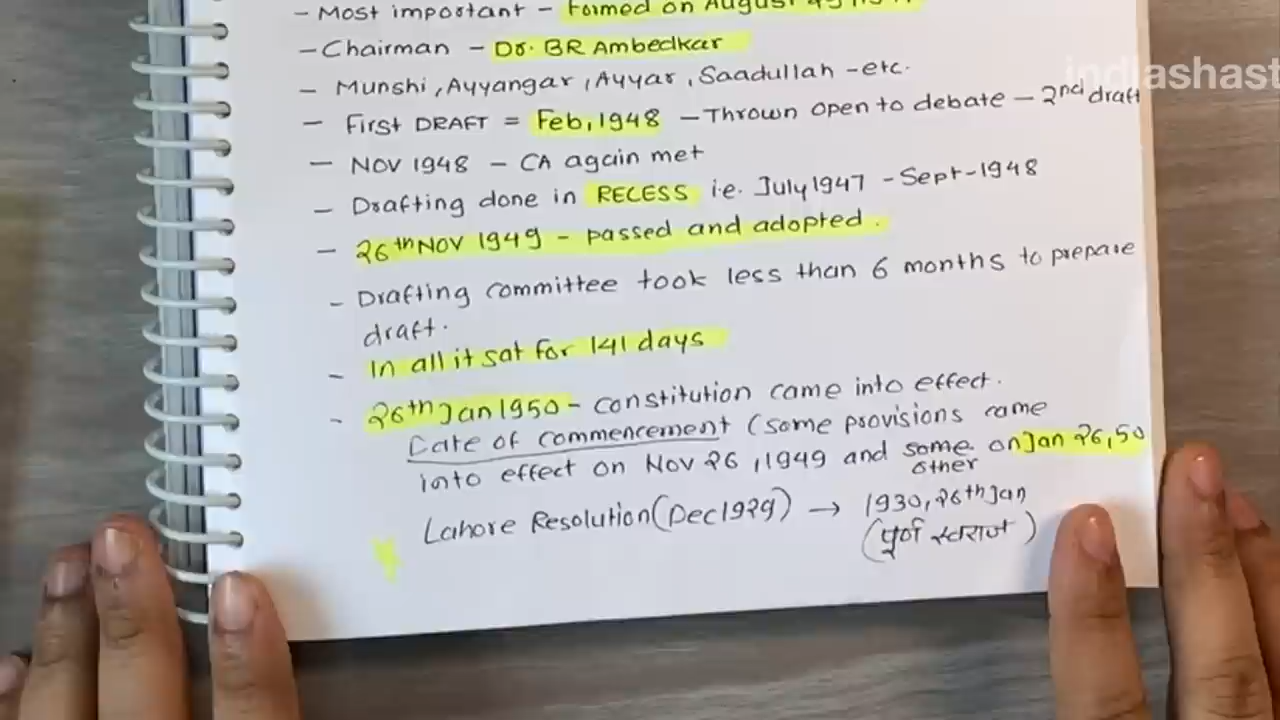 - Most important - Formed on August
- Chairman - Dr. BR Ambedkar
- Munshi, Ayyangar, Ayyar, Saadullah - etc.
- First DRAFT = Feb, 1948 - Thrown open to debate - 2nd draft
- NOV 1948 - CA again met
- Drafting done in RECESS i.e. July 1947 - Sept-1948
- 26th NOV 1949 - passed and adopted.
- Drafting committee took less than 6 months to prepare
draft.
- In all it sat for 141 days
- 26th Jan 1950 - constitution came into effect.
Date of commencement (some provisions came
into effect on Nov 26, 1949 and some on Jan 26, 50
other
Lahore Resolution (Dec 1929) → 1930, 26th Jan
(पूर्ण स्वराज)
indiashast